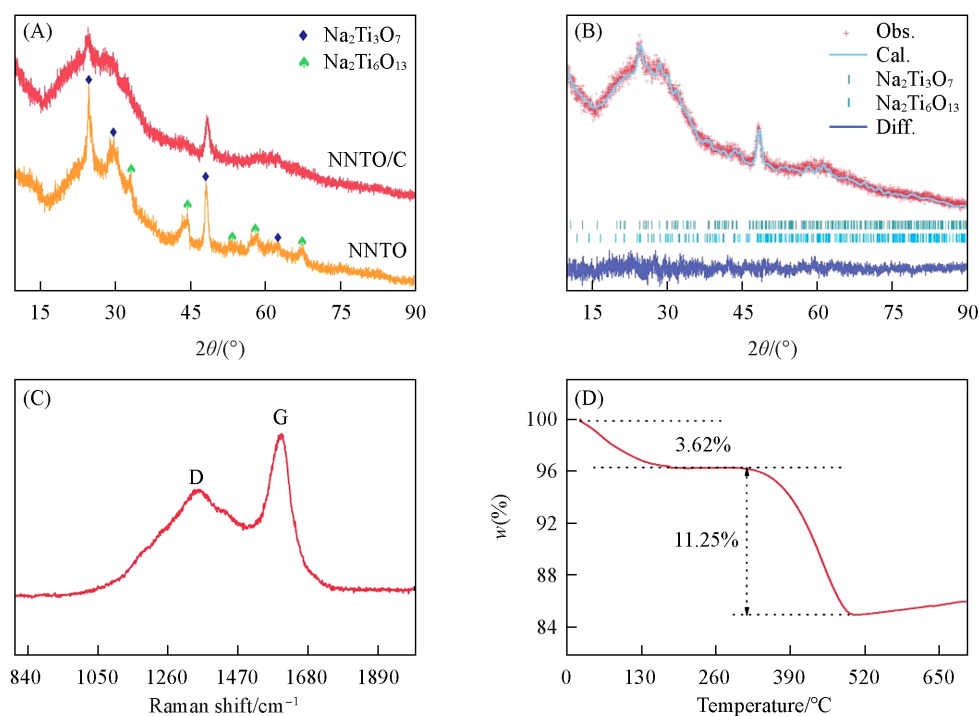 (A)
Na₂Ti₃O₇
Na₂Ti₆O₁₃
NNTO/C
NNTO
15 30 45 60 75 90
2θ/(°)
(B)
Obs.
Cal.
Na₂Ti₃O₇
Na₂Ti₆O₁₃
Diff.
15 30 45 60 75 90
2θ/(°)
(C)
D
G
840 1050 1260 1470 1680 1890
Raman shift/cm⁻¹
(D)
100
96
92
88
84
w(%)
3.62%
11.25%
0 130 260 390 520 650
Temperature/℃